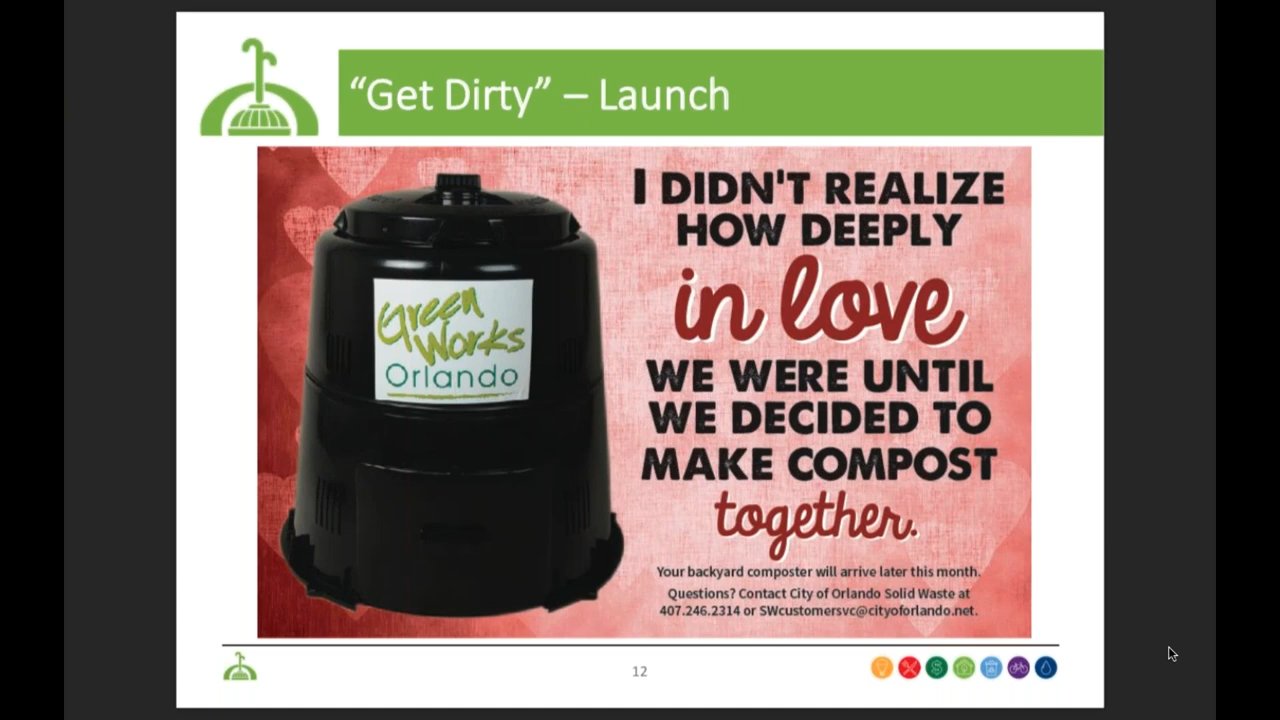 “Get Dirty” – Launch
Green
Works
Orlando
I DIDN'T REALIZE
HOW DEEPLY
in love
WE WERE UNTIL
WE DECIDED TO
MAKE COMPOST
together.
Your backyard composter will arrive later this month.
Questions? Contact City of Orlando Solid Waste at
407.246.2314 or SWcustomersvc@cityoforlando.net.
12